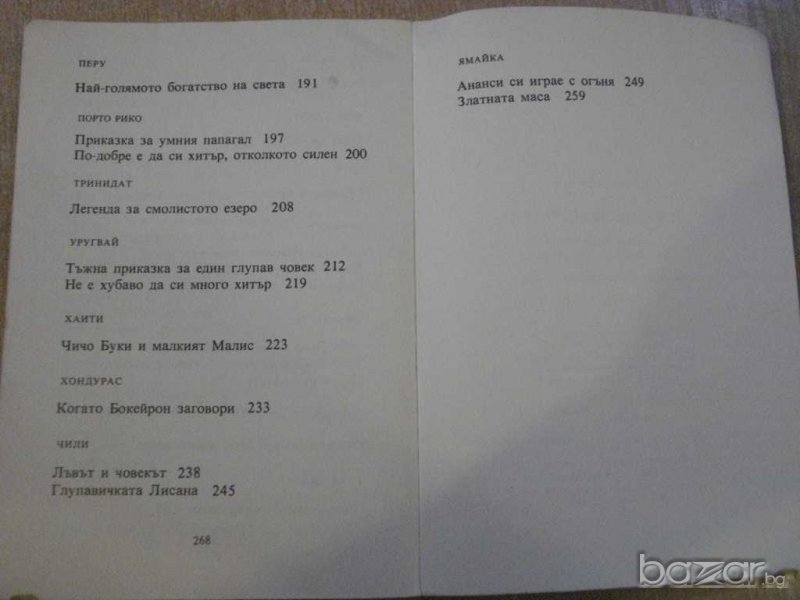 ПЕРУ
Най-голямото богатство на света 191
ПОРТО РИКО
Приказка за умния папагал 197
По-добре е да си хитър, отколкото силен 200
ТРИНИДАТ
Легенда за смолистото езеро 208
УРУГВАЙ
Тъжна приказка за един глупав човек 212
Не е хубаво да си много хитър 219
ХАИТИ
Чичо Буки и малкият Малис 223
ХОНДУРАС
Когато Бокейрон заговори 233
ЧИЛИ
Лъвът и човекът 238
Глупавичката Лисана 245
268
ЯМАЙКА
Ананси си играе с огъня 249
Златната маса 259
bazar.bg